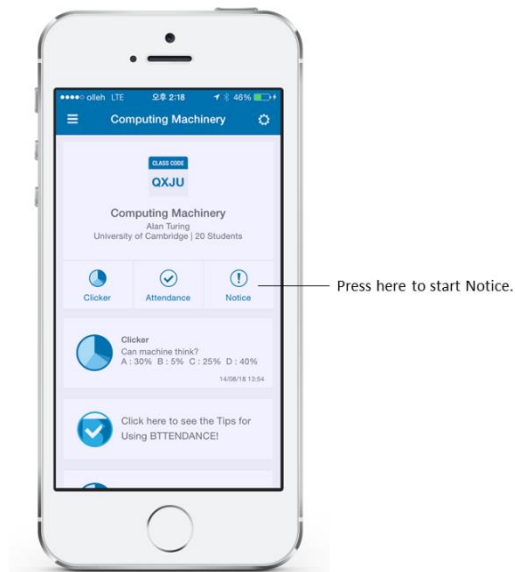 olleh LTE 오후 2:18 46%
Computing Machinery
CLASS CODE
QXJU
Computing Machinery
Alan Turing
University of Cambridge | 20 Students
Clicker Attendance Notice
Press here to start Notice.
Clicker
Can machine think?
A : 30% B : 5% C : 25% D : 40%
14/08/18 13:54
Click here to see the Tips for
Using BTTENDANCE!